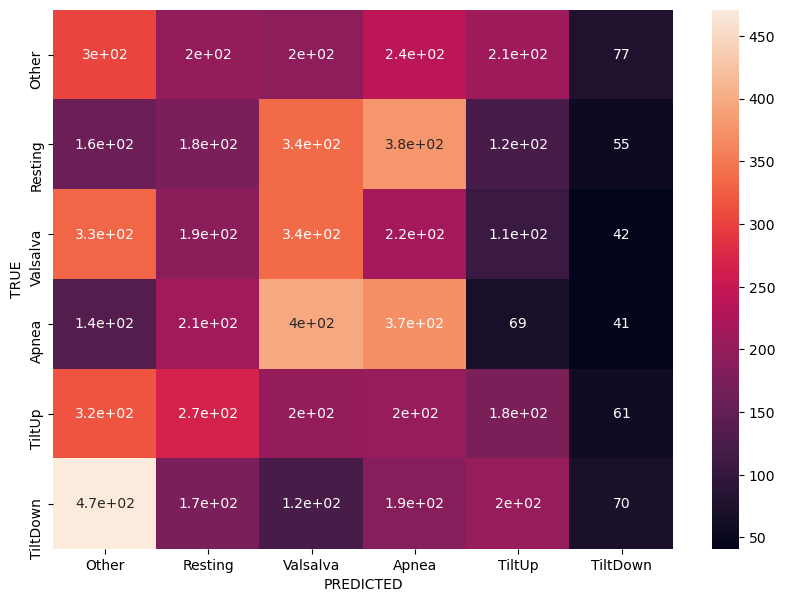 Other 3e+02 2e+02 2e+02 2.4e+02 2.1e+02 77
Resting 1.6e+02 1.8e+02 3.4e+02 3.8e+02 1.2e+02 55
Valsalva 3.3e+02 1.9e+02 3.4e+02 2.2e+02 1.1e+02 42
Apnea 1.4e+02 2.1e+02 4e+02 3.7e+02 69 41
TiltUp 3.2e+02 2.7e+02 2e+02 2e+02 1.8e+02 61
TiltDown 4.7e+02 1.7e+02 1.2e+02 1.9e+02 2e+02 70
TRUE
Other Resting Valsalva Apnea TiltUp TiltDown
PREDICTED
450
400
350
300
250
200
150
100
50